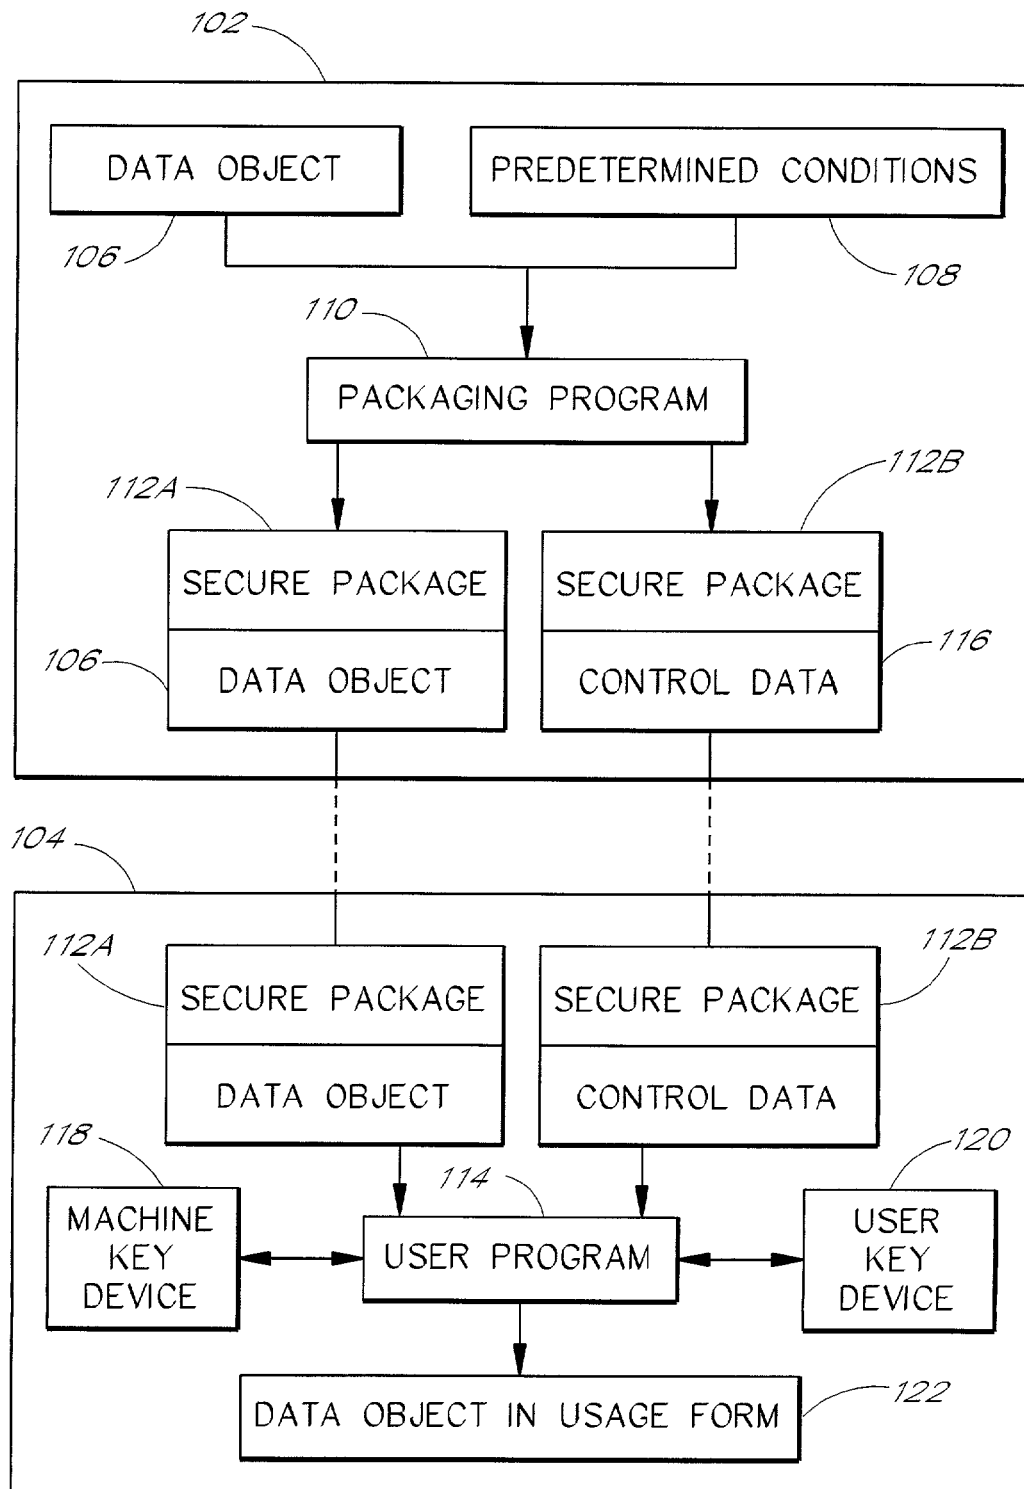 102
DATA OBJECT
PREDETERMINED CONDITIONS
106
108
110
PACKAGING PROGRAM
112A
112B
SECURE PACKAGE
SECURE PACKAGE
106
DATA OBJECT
CONTROL DATA
116
104
112A
112B
SECURE PACKAGE
SECURE PACKAGE
DATA OBJECT
CONTROL DATA
118
114
120
MACHINE
KEY
DEVICE
USER PROGRAM
USER
KEY
DEVICE
DATA OBJECT IN USAGE FORM
122